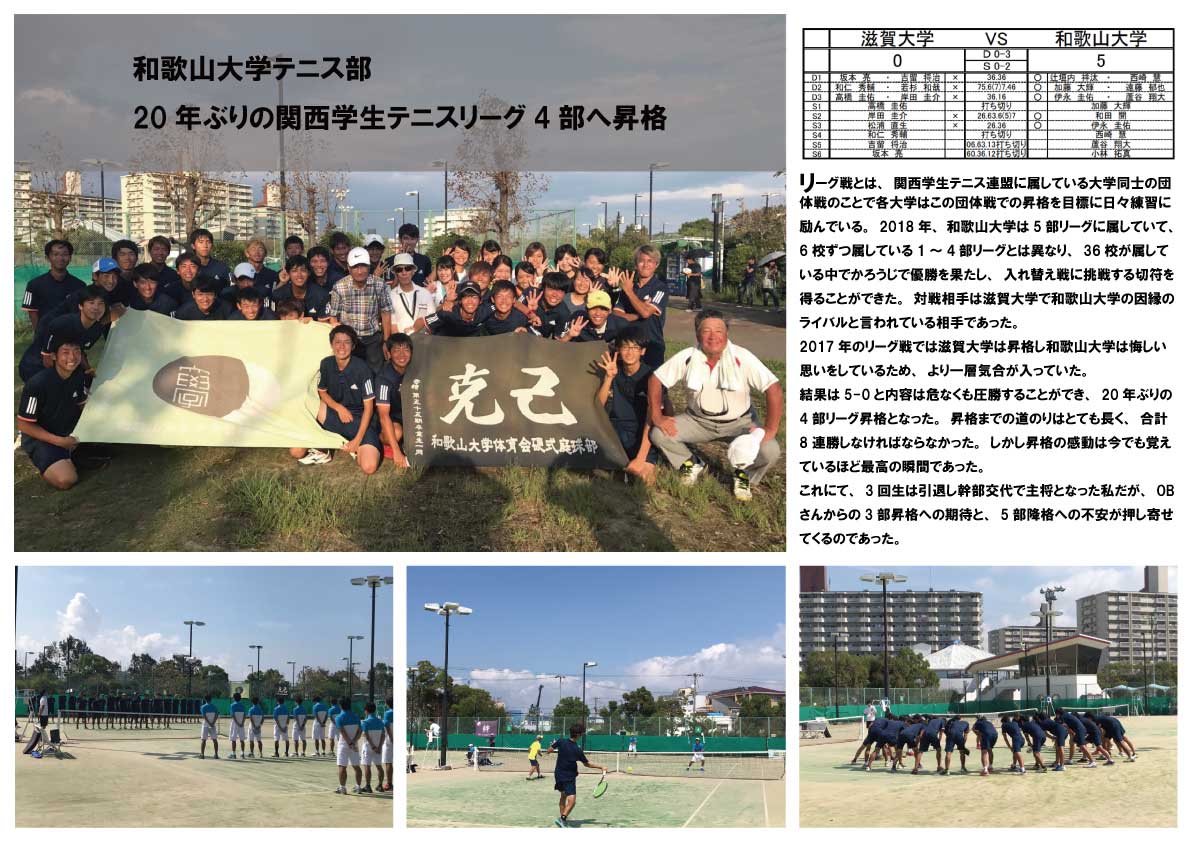 和歌山大学テニス部
20 年ぶりの関西学生テニスリーグ 4 部へ昇格
滋賀大学 VS 和歌山大学
0 D 0-3 5
S 0-2
D1 坂本 亮 ・ 吉留 将治 × 36.36 ○ 辻垣内 祥汰 ・ 西崎 慧
D2 和仁 秀輔 ・ 若杉 和哉 × 75.6(7)7.46 ○ 加藤 大輝 ・ 遠藤 郁也
D3 高橋 圭佑 ・ 岸田 圭介 × 36.16 ○ 伊永 圭佑 ・ 蘆谷 翔大
S1 高橋 圭佑 打ち切り 加藤 大輝
S2 岸田 圭介 × 26.63.6(5)7 ○ 和田 開
S3 松浦 直生 × 26.36 ○ 伊永 圭佑
S4 和仁 秀輔 打ち切り 西崎 慧
S5 吉留 将治 06.63.13打ち切り 蘆谷 翔大
S6 坂本 亮 60.36.12打ち切り 小林 拓真
リーグ戦とは、 関西学生テニス連盟に属している大学同士の団
体戦のことで各大学はこの団体戦での昇格を目標に日々練習に
励んでいる。 2018 年、 和歌山大学は 5 部リーグに属していて、
6 校ずつ属している 1 ～ 4 部リーグとは異なり、 36 校が属して
いる中でかろうじで優勝を果たし、 入れ替え戦に挑戦する切符を
得ることができた。 対戦相手は滋賀大学で和歌山大学の因縁の
ライバルと言われている相手であった。
2017 年のリーグ戦では滋賀大学は昇格し和歌山大学は悔しい
思いをしているため、 より一層気合が入っていた。
結果は 5-0 と内容は危なくも圧勝することができ、 20 年ぶりの
4 部リーグ昇格となった。 昇格までの道のりはとても長く、 合計
8 連勝しなければならなかった。 しかし昇格の感動は今でも覚え
ているほど最高の瞬間であった。
これにて、 3 回生は引退し幹部交代で主将となった私だが、 OB
さんからの 3 部昇格への期待と、 5 部降格への不安が押し寄せ
てくるのであった。
學
克己
和歌山大学体育会硬式庭球部
寄贈 第五十五期卒業生一同